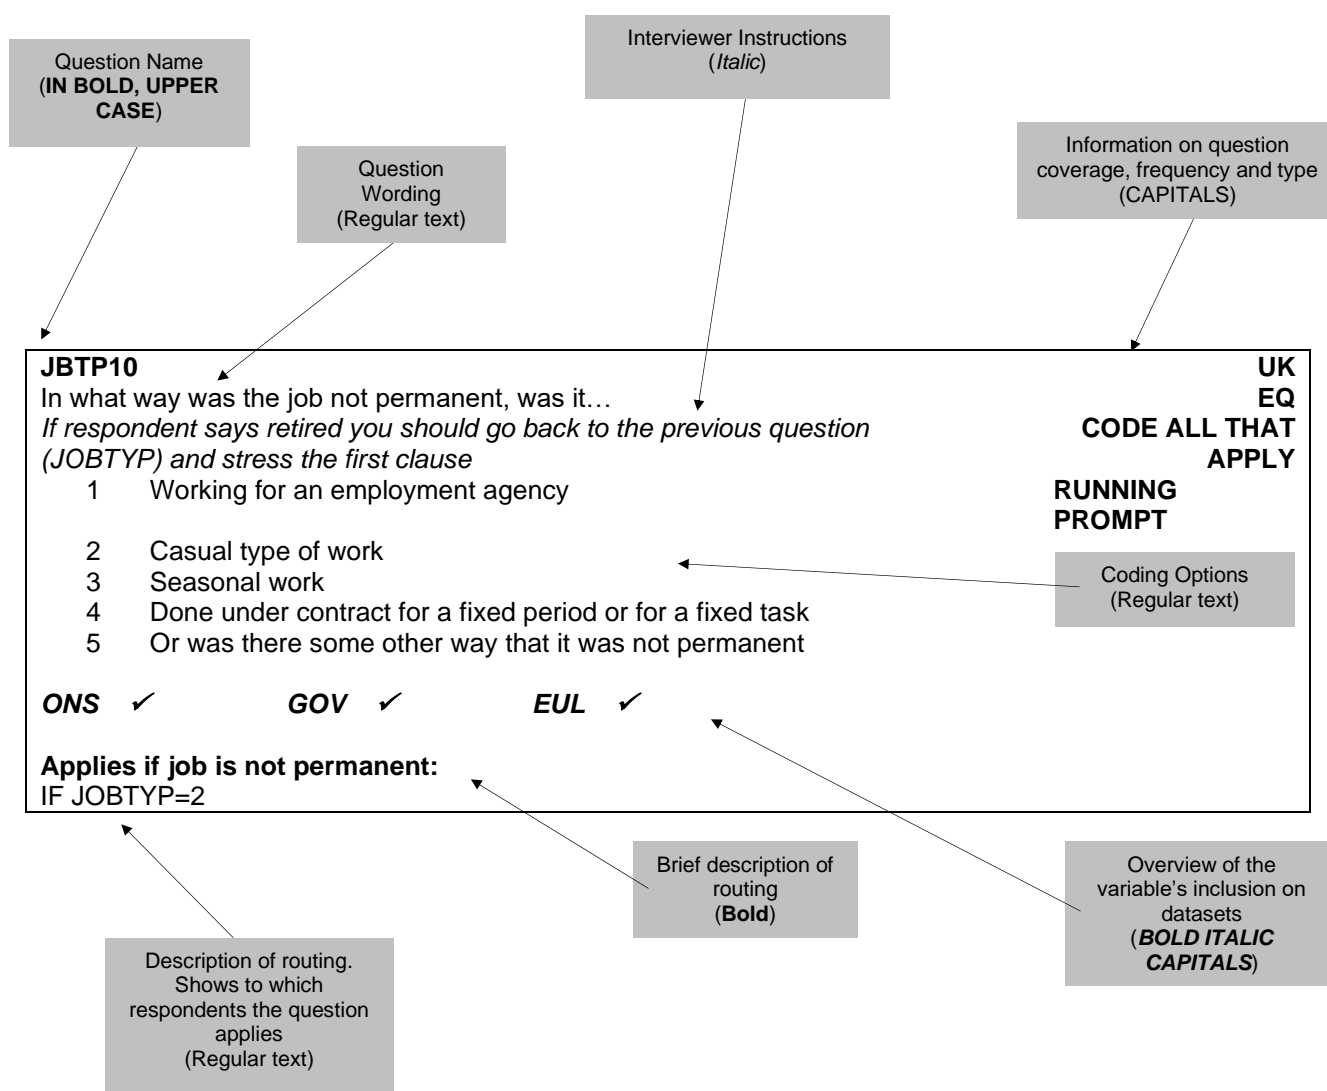 Question Name
(IN BOLD, UPPER
CASE)
Interviewer Instructions
(Italic)
Question
Wording
(Regular text)
Information on question
coverage, frequency and type
(CAPITALS)
JBTP10
UK
In what way was the job not permanent, was it…
EQ
If respondent says retired you should go back to the previous question
CODE ALL THAT
(JOBTYP) and stress the first clause
APPLY
1 Working for an employment agency
RUNNING
PROMPT
2 Casual type of work
3 Seasonal work
4 Done under contract for a fixed period or for a fixed task
5 Or was there some other way that it was not permanent
Coding Options
(Regular text)
ONS ✓ GOV ✓ EUL ✓
Applies if job is not permanent:
IF JOBTYP=2
Brief description of
routing
(Bold)
Overview of the
variable’s inclusion on
datasets
(BOLD ITALIC
CAPITALS)
Description of routing.
Shows to which
respondents the question
applies
(Regular text)